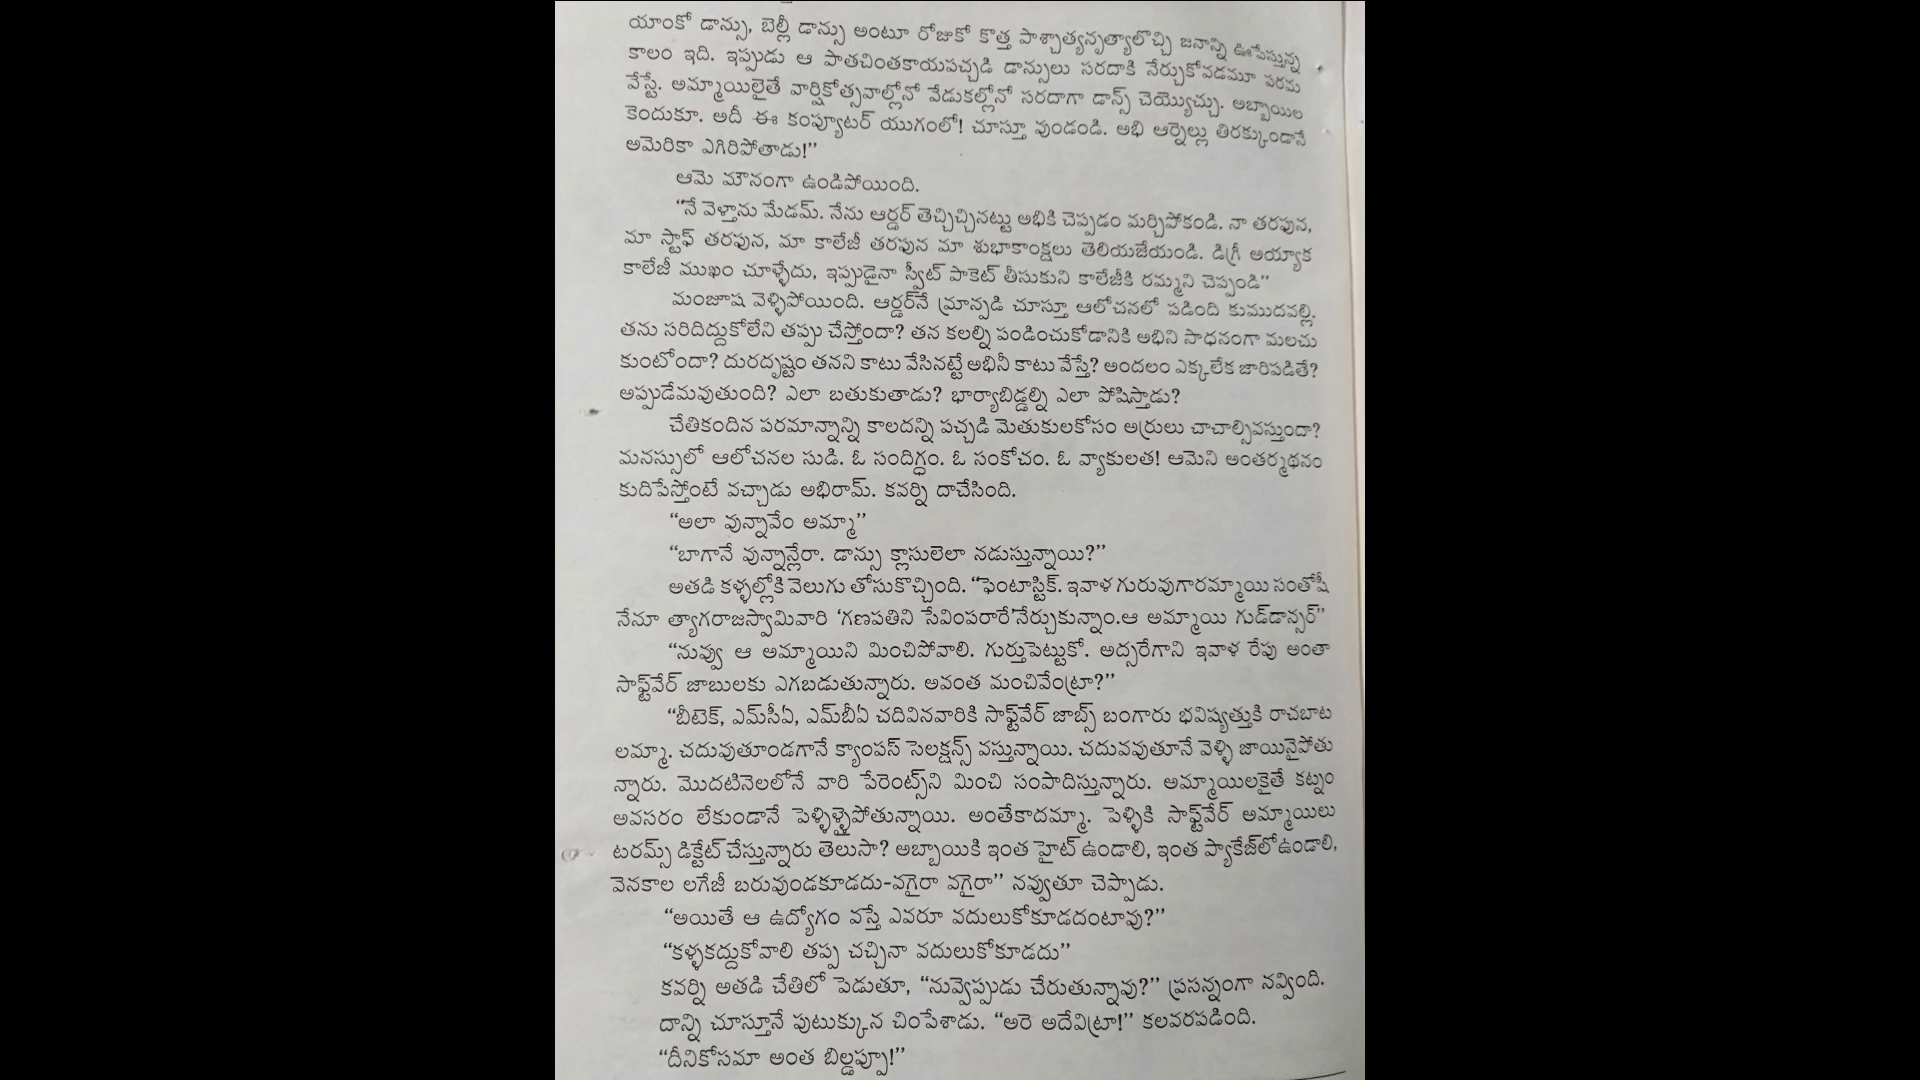 యాంకో డాన్సు, బెల్లీ డాన్సు అంటూ రోజుకో కొత్త పాశ్చాత్యనృత్యాలొచ్చి జనాన్ని ఊపేస్తున్న
కాలం ఇది. ఇప్పుడు ఆ పాతచింతకాయపచ్చడి డాన్సులు సరదాకి నేర్చుకోవడమూ పరమ
వేస్టే. అమ్మాయిలైతే వార్షికోత్సవాల్లోనో వేడుకల్లోనో సరదాగా డాన్స్ చెయ్యొచ్చు. అబ్బాయిల
కెందుకూ. అదీ ఈ కంప్యూటర్ యుగంలో! చూస్తూ వుండండి. అభి ఆర్నెల్లు తిరక్కుండానే
అమెరికా ఎగిరిపోతాడు!”
ఆమె మౌనంగా ఉండిపోయింది.
“నే వెళ్తాను మేడమ్. నేను ఆర్డర్ తెచ్చిచ్చినట్టు అభికి చెప్పడం మర్చిపోకండి. నా తరఫున,
మా స్టాఫ్ తరఫున, మా కాలేజీ తరఫున మా శుభాకాంక్షలు తెలియజేయండి. డిగ్రీ అయ్యాక
కాలేజీ ముఖం చూళ్ళేదు, ఇప్పుడైనా స్వీట్ పాకెట్ తీసుకుని కాలేజీకి రమ్మని చెప్పండి”
మంజూష వెళ్ళిపోయింది. ఆర్డర్‌నే మ్రాన్పడి చూస్తూ ఆలోచనలో పడింది కుముదవల్లి.
తను సరిదిద్దుకోలేని తప్పు చేస్తోందా? తన కలల్ని పండించుకోడానికి అభిని సాధనంగా మలచు
కుంటోందా? దురదృష్టం తనని కాటు వేసినట్టే అభినీ కాటు వేస్తే? అందలం ఎక్కలేక జారిపడితే?
అప్పుడేమవుతుంది? ఎలా బతుకుతాడు? భార్యాబిడ్డల్ని ఎలా పోషిస్తాడు?
చేతికందిన పరమాన్నాన్ని కాలదన్ని పచ్చడి మెతుకులకోసం అర్రులు చాచాల్సివస్తుందా?
మనస్సులో ఆలోచనల సుడి. ఓ సందిగ్ధం. ఓ సంకోచం. ఓ వ్యాకులత! ఆమెని అంతర్మథనం
కుదిపేస్తోంటే వచ్చాడు అభిరామ్. కవర్ని దాచేసింది.
“అలా వున్నావేం అమ్మా”
“బాగానే వున్నాన్లేరా. డాన్సు క్లాసులెలా నడుస్తున్నాయి?”
అతడి కళ్ళల్లోకి వెలుగు తోసుకొచ్చింది. “ఫెంటాస్టిక్. ఇవాళ గురువుగారమ్మాయి సంతోషీ
నేనూ త్యాగరాజస్వామివారి ‘గణపతిని సేవింపరారే’నేర్చుకున్నాం.ఆ అమ్మాయి గుడ్‌డాన్సర్”
“నువ్వు ఆ అమ్మాయిని మించిపోవాలి. గుర్తుపెట్టుకో. అద్సరేగాని ఇవాళ రేపు అంతా
సాఫ్ట్‌వేర్ జాబులకు ఎగబడుతున్నారు. అవంత మంచివేంట్రా?”
“బీటెక్, ఎమ్‌సీఏ, ఎమ్‌బీఏ చదివినవారికి సాఫ్ట్‌వేర్ జాబ్స్ బంగారు భవిష్యత్తుకి రాచబాట
లమ్మా. చదువుతూండగానే క్యాంపస్ సెలక్షన్స్ వస్తున్నాయి. చదువవుతూనే వెళ్ళి జాయినైపోతు
న్నారు. మొదటినెలలోనే వారి పేరెంట్స్‌ని మించి సంపాదిస్తున్నారు. అమ్మాయిలకైతే కట్నం
అవసరం లేకుండానే పెళ్ళిళ్ళైపోతున్నాయి. అంతేకాదమ్మా. పెళ్ళికి సాఫ్ట్‌వేర్ అమ్మాయిలు
టరమ్స్ డిక్టేట్ చేస్తున్నారు తెలుసా? అబ్బాయికి ఇంత హైట్ ఉండాలి, ఇంత ప్యాకేజ్‌లో ఉండాలి,
వెనకాల లగేజీ బరువుండకూడదు-వగైరా వగైరా” నవ్వుతూ చెప్పాడు.
“అయితే ఆ ఉద్యోగం వస్తే ఎవరూ వదులుకోకూడదంటావు?”
“కళ్ళకద్దుకోవాలి తప్ప చచ్చినా వదులుకోకూడదు”
కవర్ని అతడి చేతిలో పెడుతూ, “నువ్వెప్పుడు చేరుతున్నావు?” ప్రసన్నంగా నవ్వింది.
దాన్ని చూస్తూనే పుటుక్కున చింపేశాడు. “అరె అదేవిట్రా!” కలవరపడింది.
“దీనికోసమా అంత బిల్డప్పూ!”